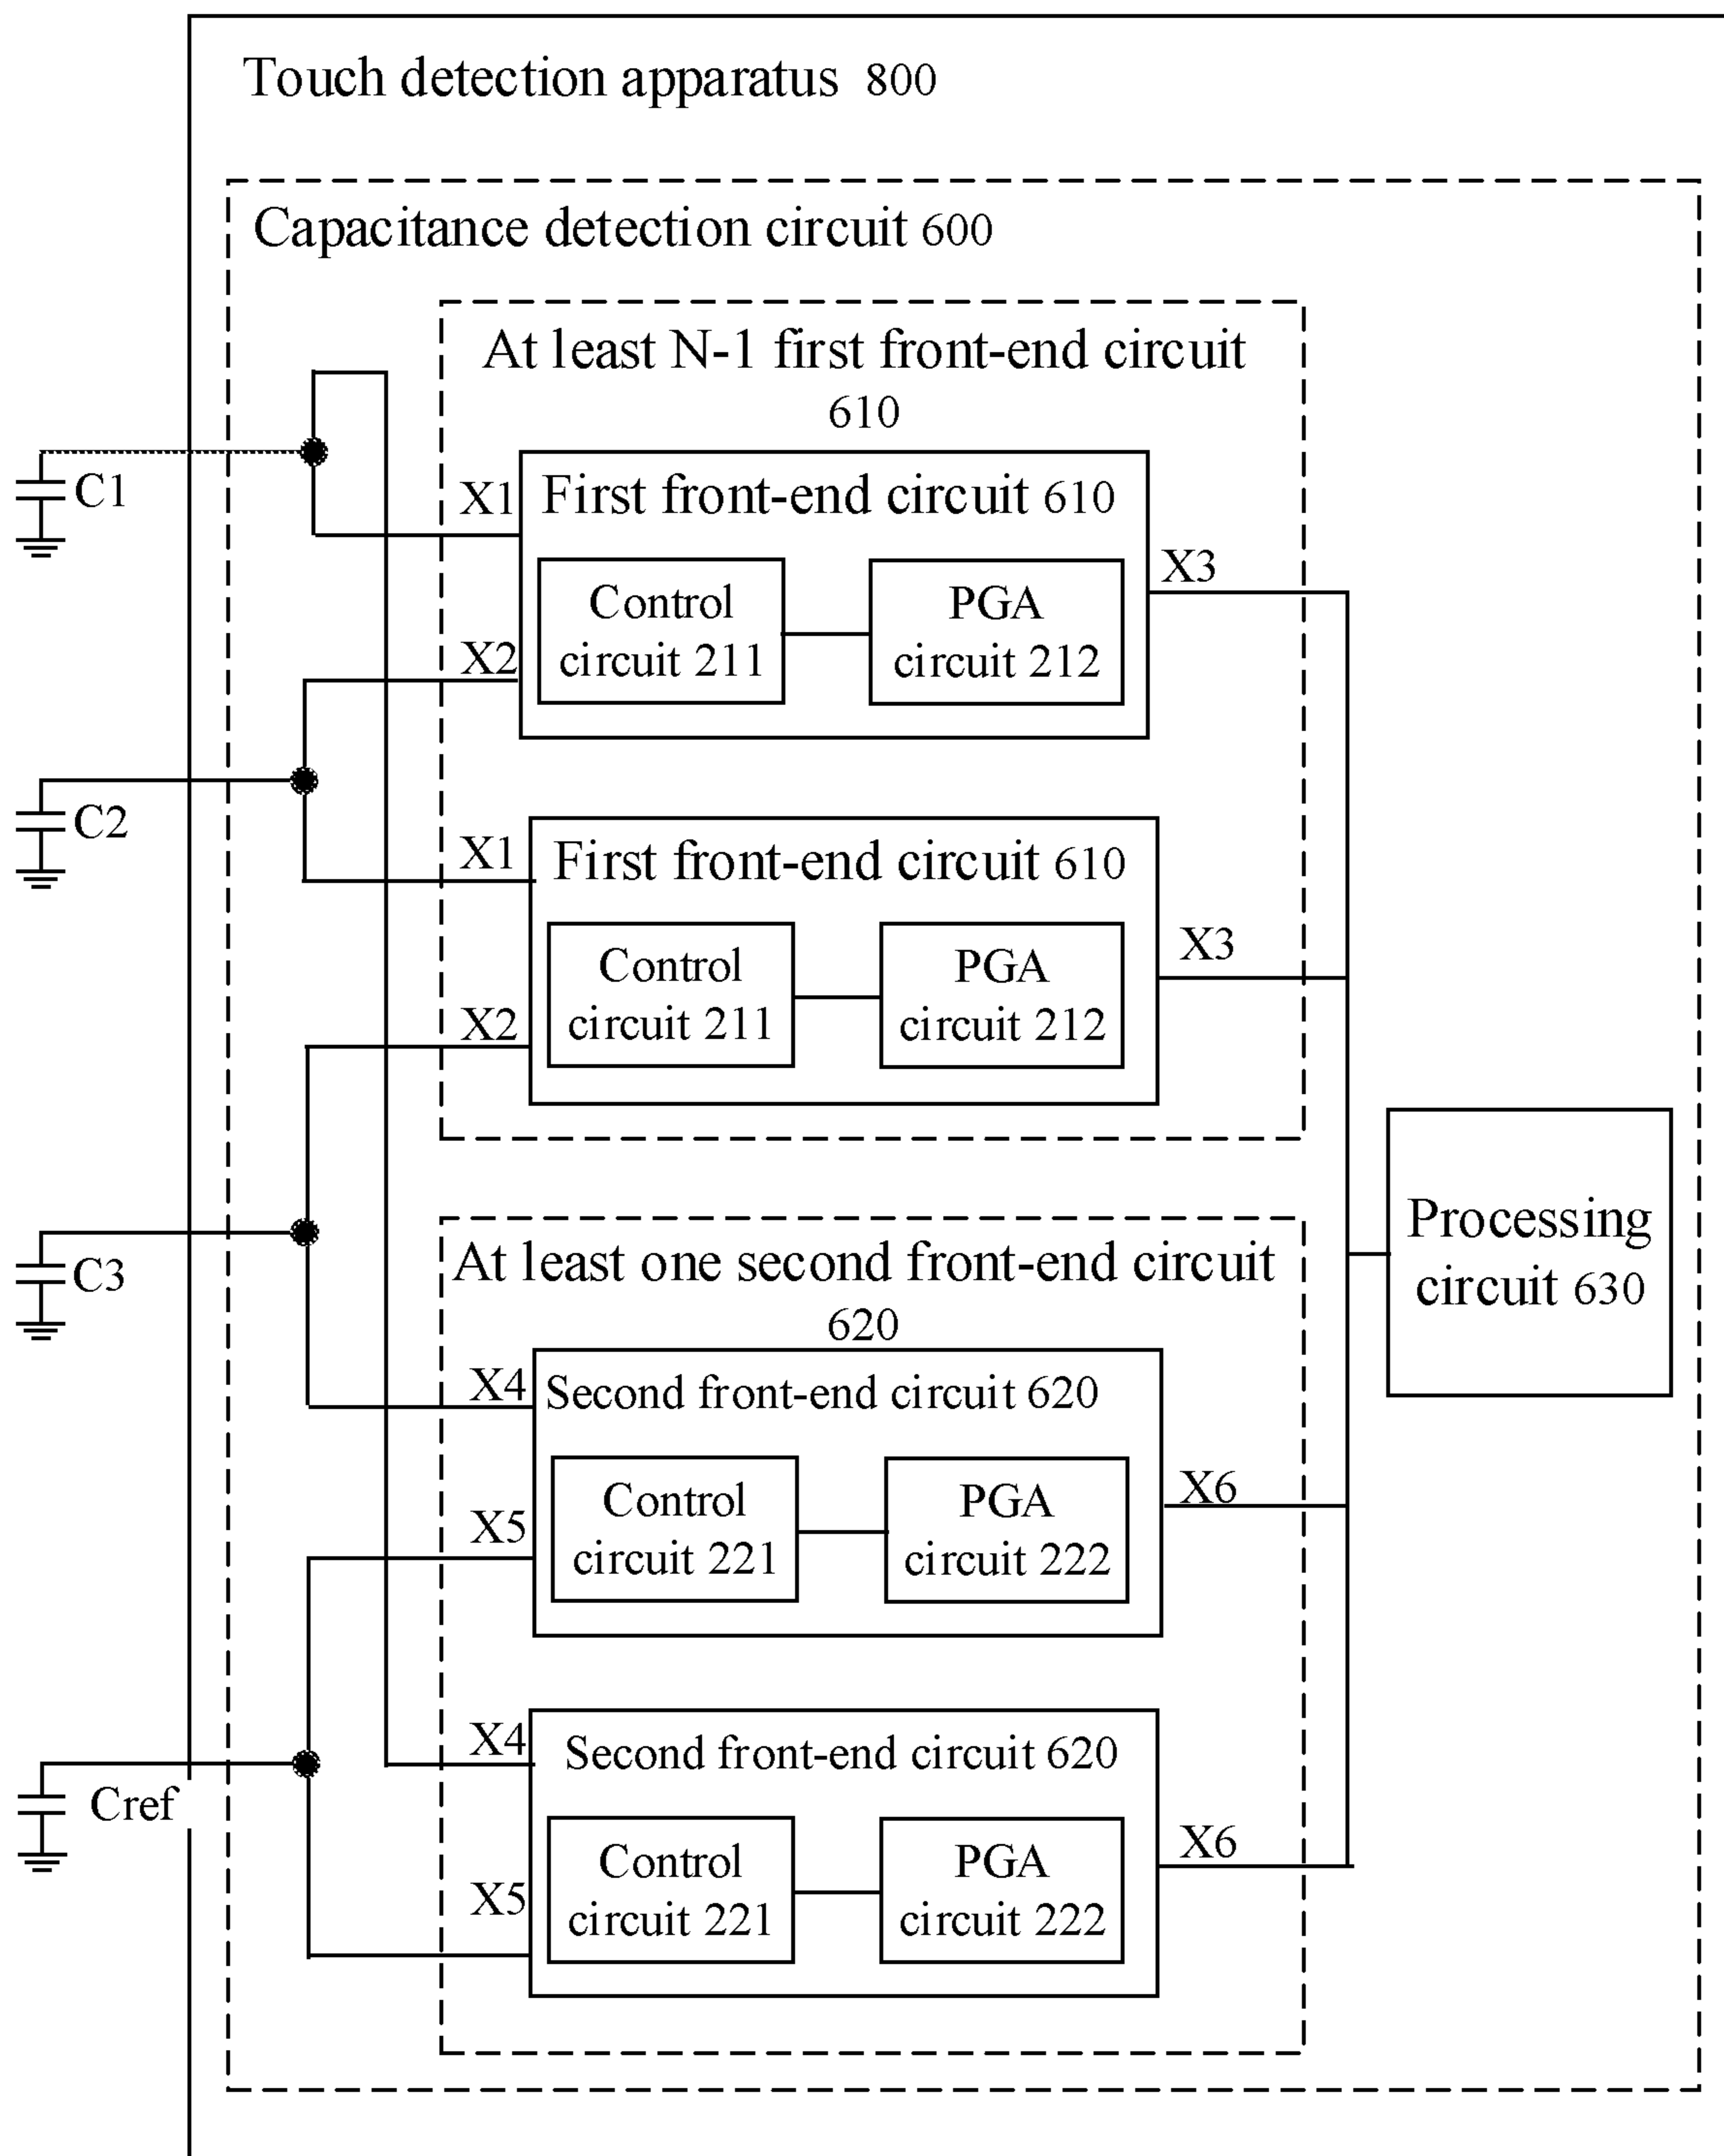 Touch detection apparatus 800
Capacitance detection circuit 600
At least N-1 first front-end circuit
610
C1
X1
First front-end circuit 610
X3
Control
circuit 211
PGA
circuit 212
X2
C2
X1
First front-end circuit 610
X3
Control
circuit 211
PGA
circuit 212
X2
C3
Processing
circuit 630
At least one second front-end circuit
620
X4
Second front-end circuit 620
X6
Control
circuit 221
PGA
circuit 222
X5
Cref
X4
Second front-end circuit 620
X6
Control
circuit 221
PGA
circuit 222
X5